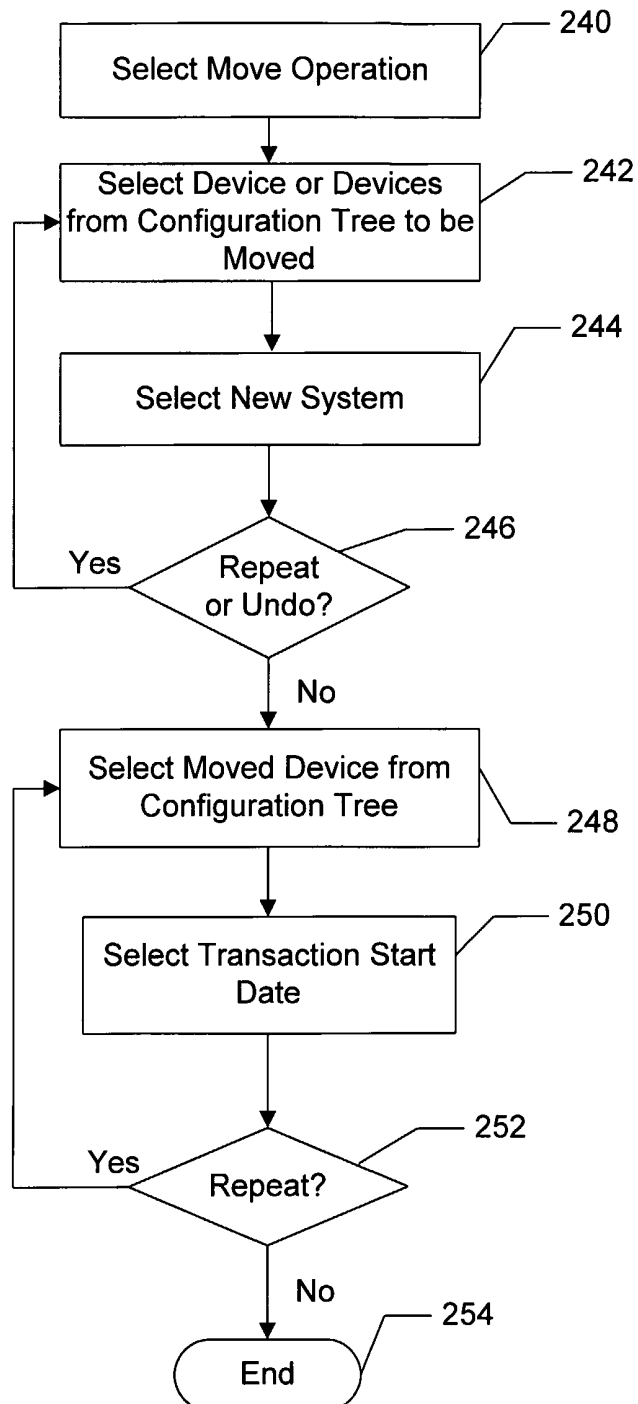 240
Select Move Operation
242
Select Device or Devices
from Configuration Tree to be
Moved
244
Select New System
246
Yes
Repeat
or Undo?
No
Select Moved Device from
Configuration Tree
248
250
Select Transaction Start
Date
252
Yes
Repeat?
No
254
End